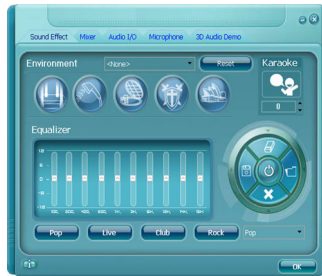 Sound Effect Mixer Audio I/O Microphone 3D Audio Demo
Environment <None> Reset Karaoke
0
Equalizer
Pop Live Club Rock Pop
OK